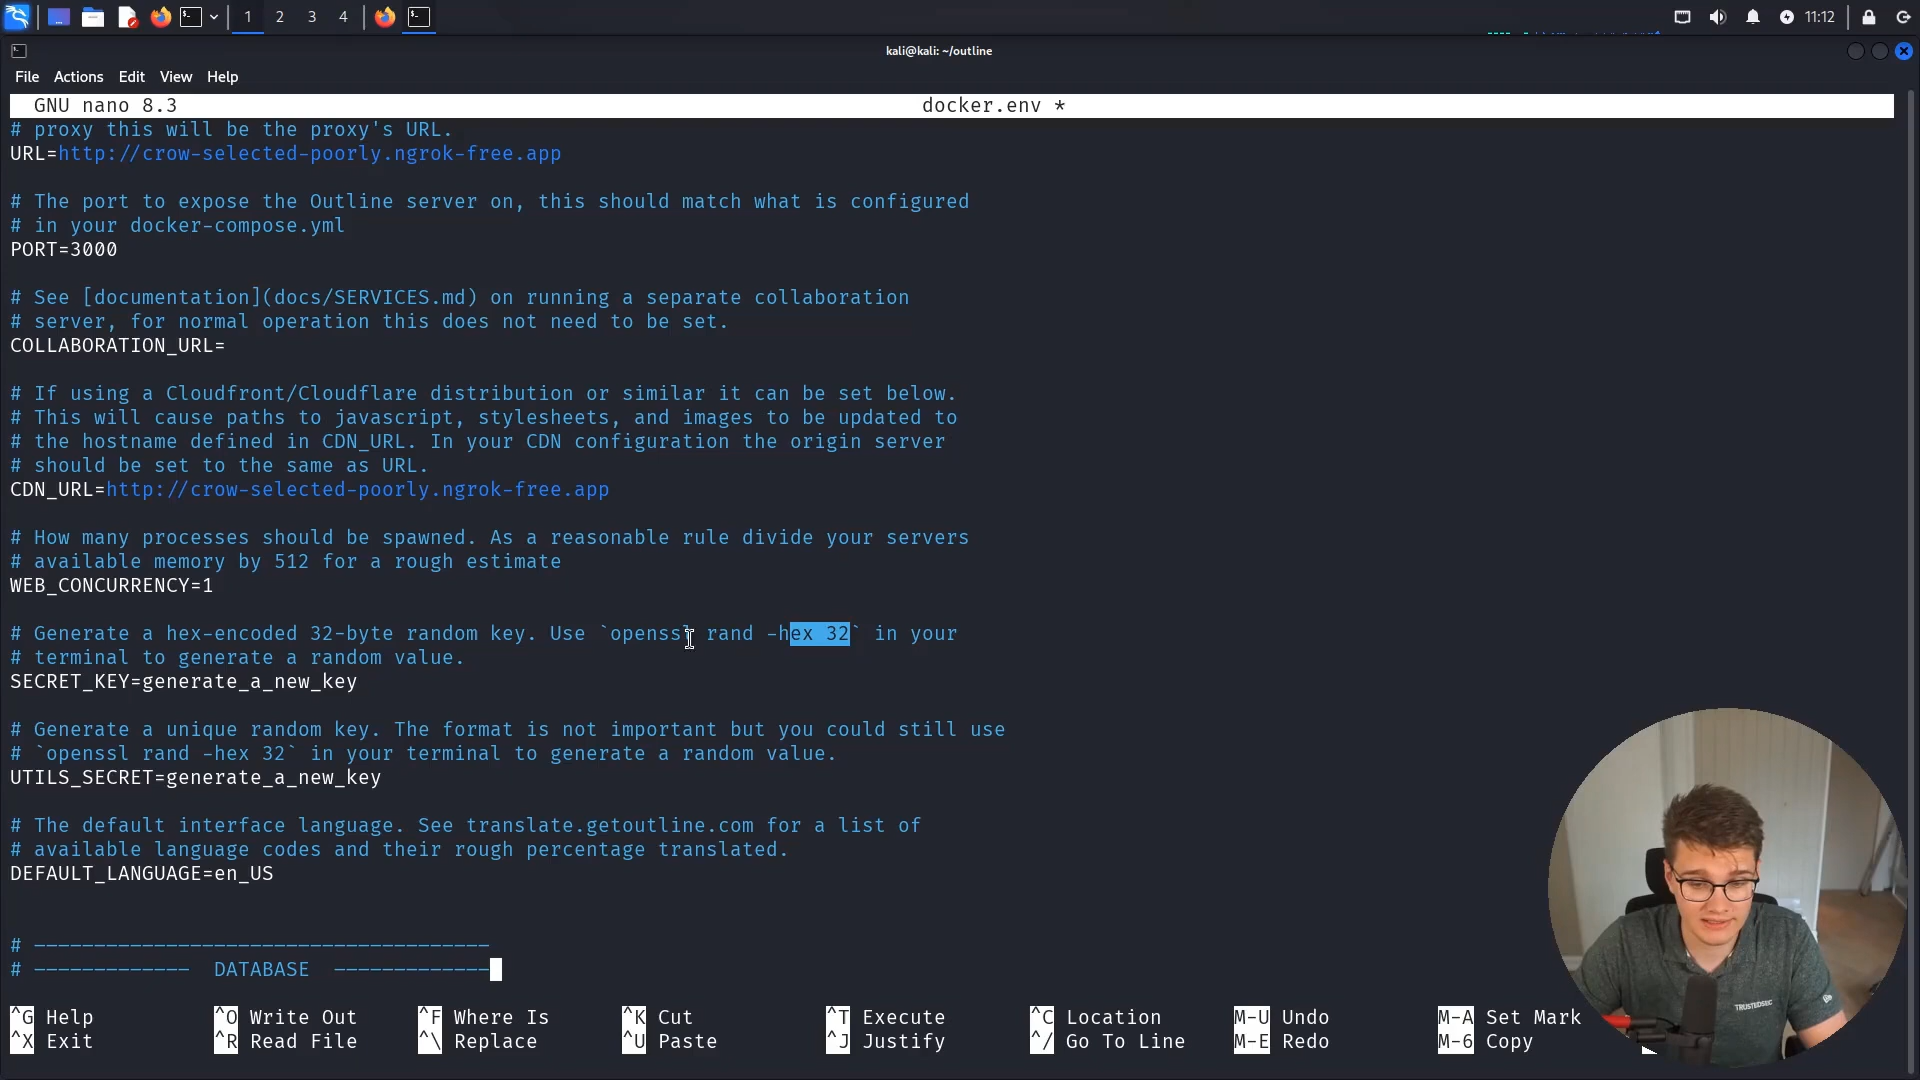 1 2 3 4 11:12
kali@kali: ~/outline
File Actions Edit View Help
GNU nano 8.3 docker.env *
# proxy this will be the proxy's URL.
URL=http://crow-selected-poorly.ngrok-free.app
# The port to expose the Outline server on, this should match what is configured
# in your docker-compose.yml
PORT=3000
# See [documentation](docs/SERVICES.md) on running a separate collaboration
# server, for normal operation this does not need to be set.
COLLABORATION_URL=
# If using a Cloudfront/Cloudflare distribution or similar it can be set below.
# This will cause paths to javascript, stylesheets, and images to be updated to
# the hostname defined in CDN_URL. In your CDN configuration the origin server
# should be set to the same as URL.
CDN_URL=http://crow-selected-poorly.ngrok-free.app
# How many processes should be spawned. As a reasonable rule divide your servers
# available memory by 512 for a rough estimate
WEB_CONCURRENCY=1
# Generate a hex-encoded 32-byte random key. Use `openssl rand -hex 32` in your
# terminal to generate a random value.
SECRET_KEY=generate_a_new_key
# Generate a unique random key. The format is not important but you could still use
# `openssl rand -hex 32` in your terminal to generate a random value.
UTILS_SECRET=generate_a_new_key
# The default interface language. See translate.getoutline.com for a list of
# available language codes and their rough percentage translated.
DEFAULT_LANGUAGE=en_US
# --------------------------------------
# ------------- DATABASE -------------
^G Help ^O Write Out ^F Where Is ^K Cut ^T Execute ^C Location M-U Undo M-A Set Mark
^X Exit ^R Read File ^\ Replace ^U Paste ^J Justify ^/ Go To Line M-E Redo M-6 Copy
TRUSTEDSEC